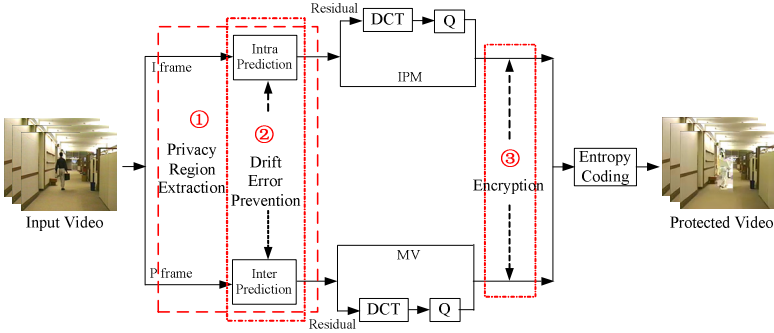 Residual
DCT
Q
IPM
I frame
Intra
Prediction
①
Privacy
Region
Extraction
②
Drift
Error
Prevention
③
Encryption
Entropy
Coding
Input Video
Protected Video
P frame
Inter
Prediction
MV
DCT
Q
Residual